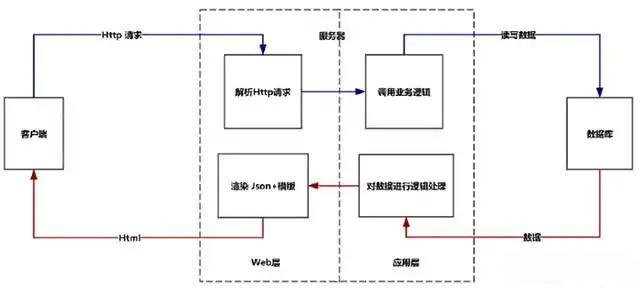 Http 请求
服务器
读写数据
解析Http请求
调用业务逻辑
客户端
数据库
渲染 Json+模版
对数据进行逻辑处理
Html
数据
Web层
应用层